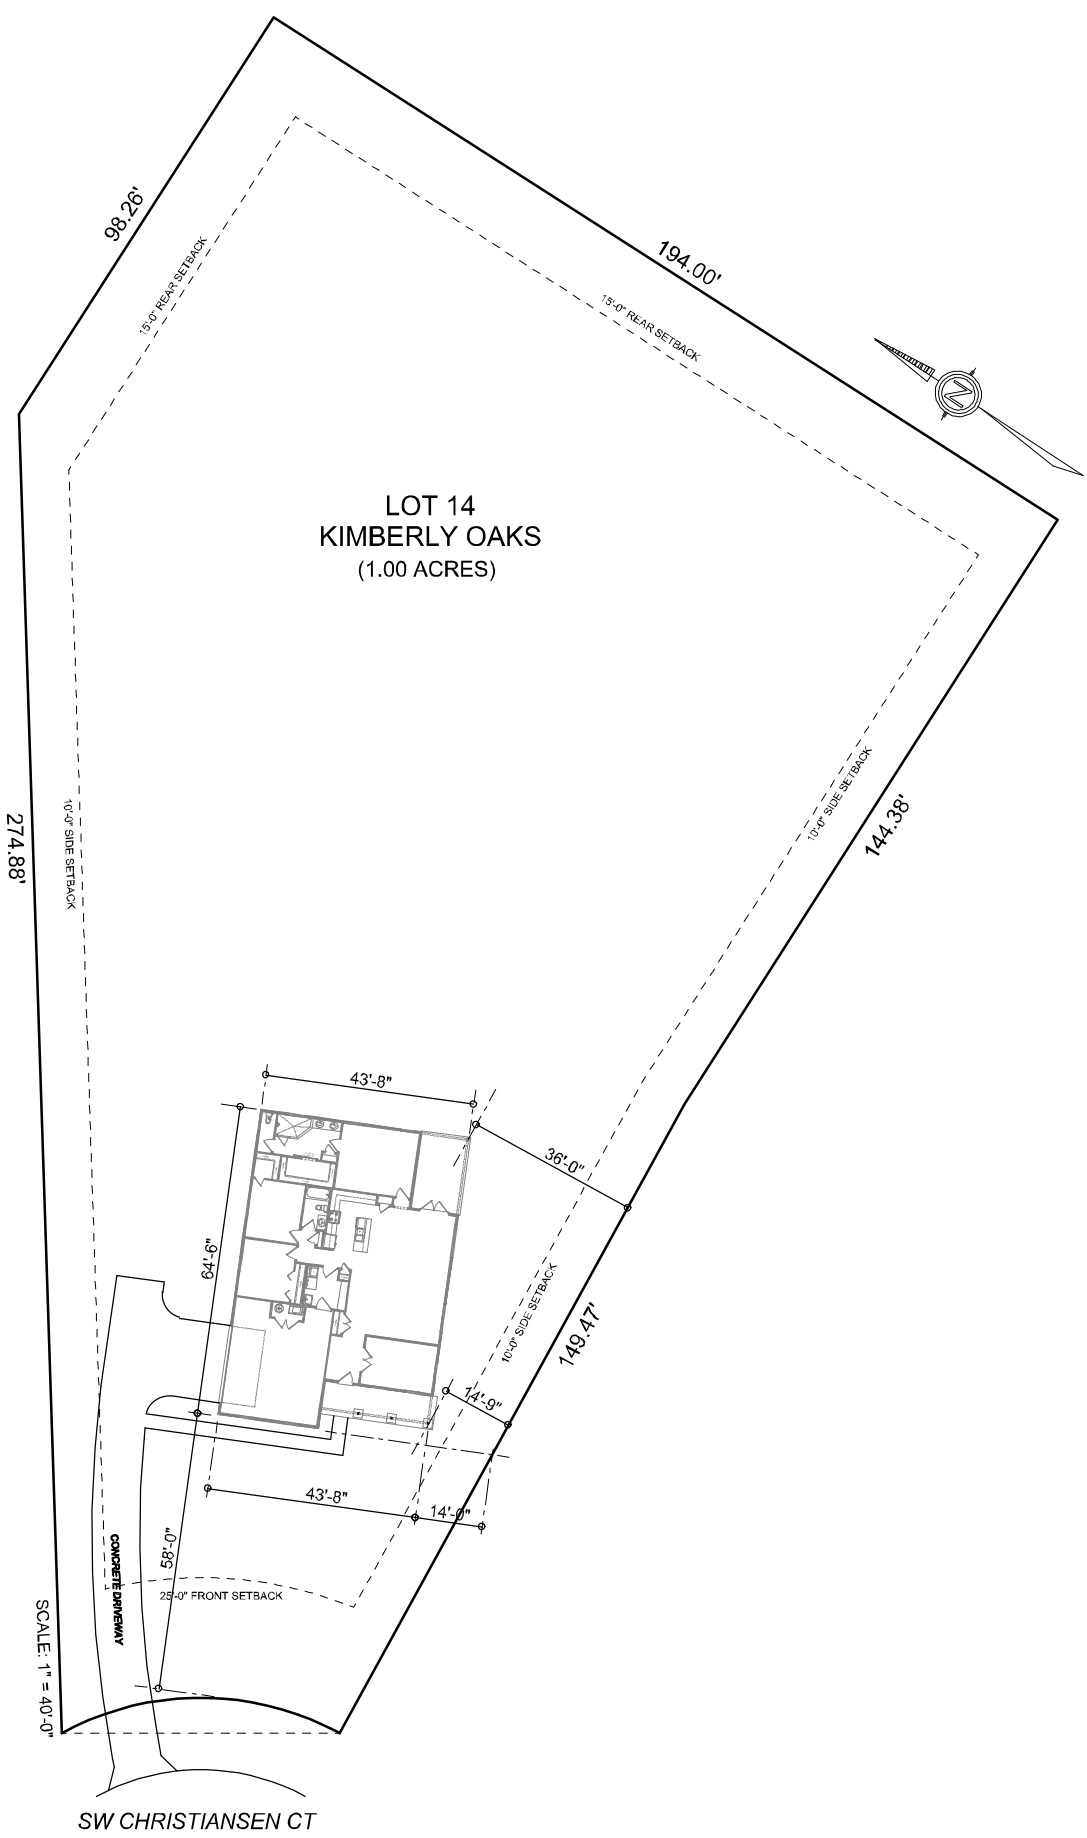 98.26'
194.00'
15'-0" REAR SETBACK
15'-0" REAR SETBACK
N
LOT 14
KIMBERLY OAKS
(1.00 ACRES)
10'-0" SIDE SETBACK
144.38'
274.88'
10'-0" SIDE SETBACK
43'-8"
36'-0"
64'-6"
10'-0" SIDE SETBACK
149.47'
14'-9"
43'-8"
14'-0"
58'-0"
CONCRETE DRIVEWAY
25'-0" FRONT SETBACK
SCALE: 1" = 40'-0"
SW CHRISTIANSEN CT